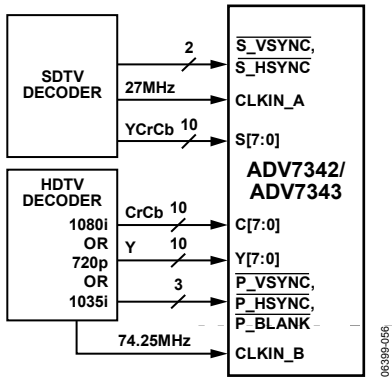 SDTV
DECODER
2
S_VSYNC,
S_HSYNC
27MHz
CLKIN_A
YCrCb 10
S[7:0]
ADV7342/
ADV7343
HDTV
DECODER
1080i
OR
720p
OR
1035i
CrCb 10
C[7:0]
Y 10
Y[7:0]
3
P_VSYNC,
P_HSYNC,
P_BLANK
74.25MHz
CLKIN_B
06399-056